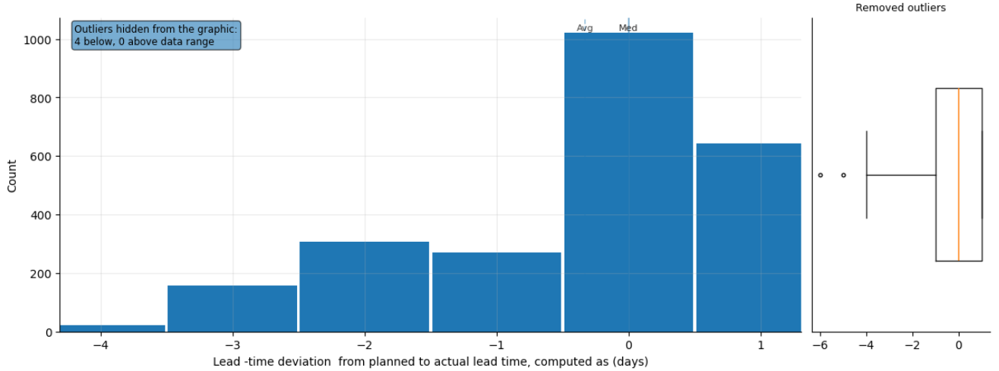 Removed outliers
Outliers hidden from the graphic:
4 below, 0 above data range
Avg
Med
1000
800
600
400
200
0
Count
−4
−3
−2
−1
0
1
Lead -time deviation  from planned to actual lead time, computed as (days)
−6
−4
−2
0